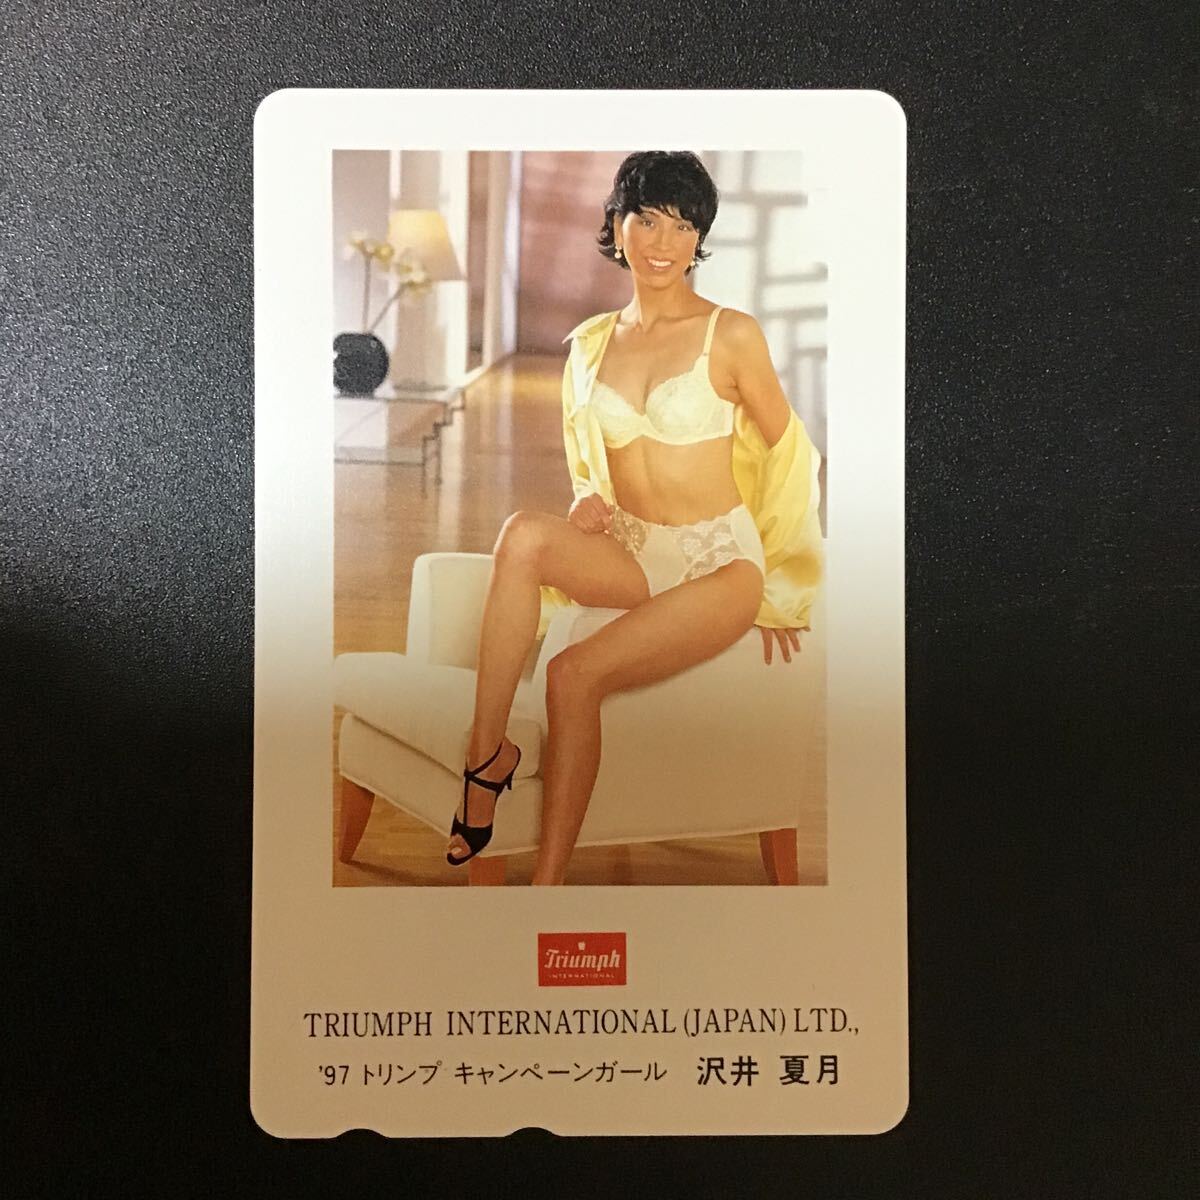 Triumph
INTERNATIONAL
TRIUMPH INTERNATIONAL (JAPAN) LTD.,
'97 トリンプ キャンペーンガール 沢井 夏月